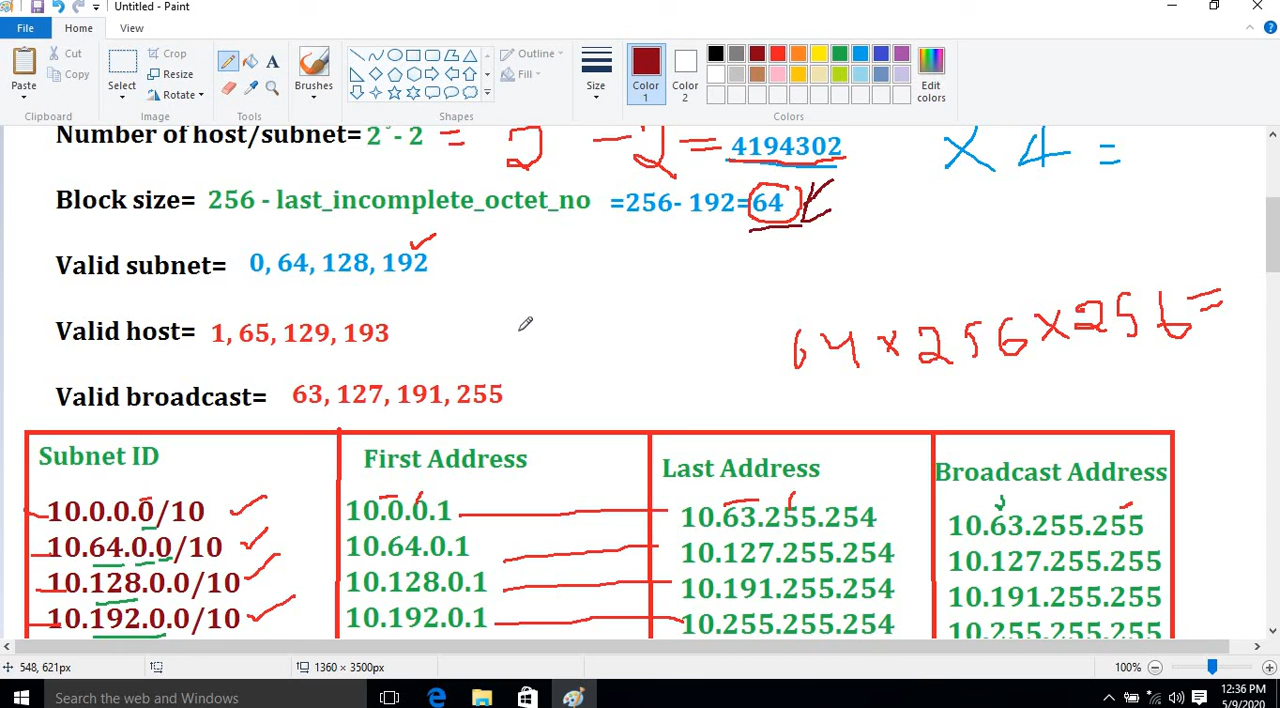 Untitled - Paint
File Home View
Paste
Cut
Copy
Clipboard
Select
Crop
Resize
Rotate
Image
A
Tools
Brushes
Shapes
Outline
Fill
Size
Color 1
Color 2
Edit colors
Colors
Number of host/subnet= 2 - 2 = 2 - 2 = 4194302 × 4 =
Block size= 256 - last_incomplete_octet_no =256- 192=64
Valid subnet= 0, 64, 128, 192
Valid host= 1, 65, 129, 193
64 × 256 × 256 =
Valid broadcast= 63, 127, 191, 255
Subnet ID First Address Last Address Broadcast Address
10.0.0.0/10 10.0.0.1 10.63.255.254 10.63.255.255
10.64.0.0/10 10.64.0.1 10.127.255.254 10.127.255.255
10.128.0.0/10 10.128.0.1 10.191.255.254 10.191.255.255
10.192.0.0/10 10.192.0.1 10.255.255.254 10.255.255.255
548, 621px 1360 × 3500px 100%
Search the web and Windows
12:36 PM
5/9/2020